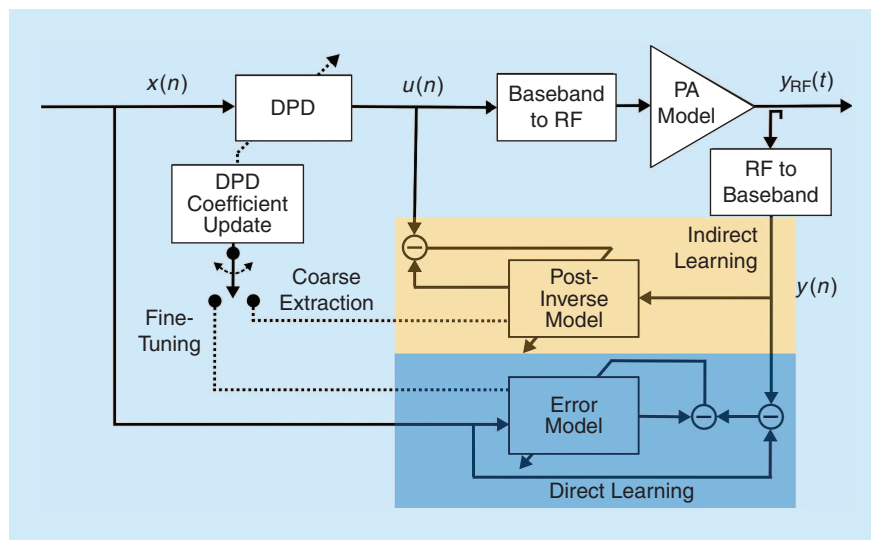 x(n)
DPD
u(n)
Baseband
to RF
PA
Model
yRF(t)
RF to
Baseband
DPD
Coefficient
Update
Indirect
Learning
Coarse
Extraction
Post-
Inverse
Model
y(n)
Fine-
Tuning
Error
Model
Direct Learning